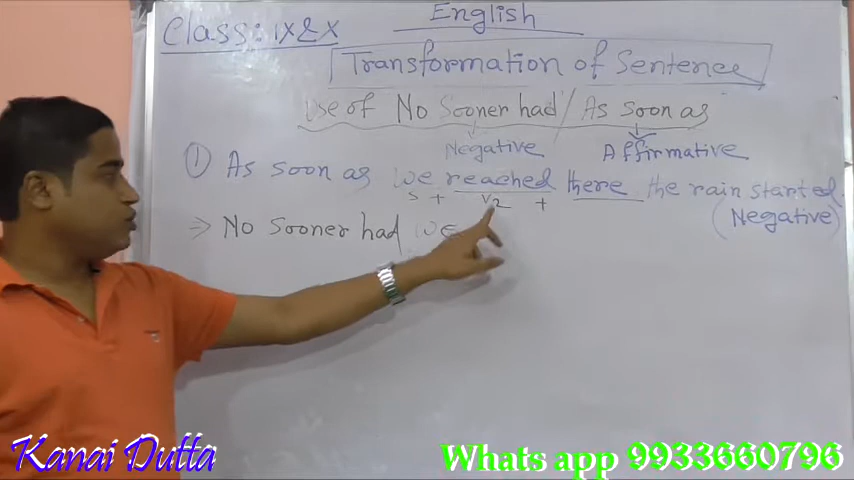 English
Class: IX & X
Transformation of Sentence
Use of No Sooner had / As soon as
Negative Affirmative
① As soon as we reached there the rain started.
S + V2 +
(Negative)
⇒ No Sooner had we
Kanai Dutta
Whats app 9933660796